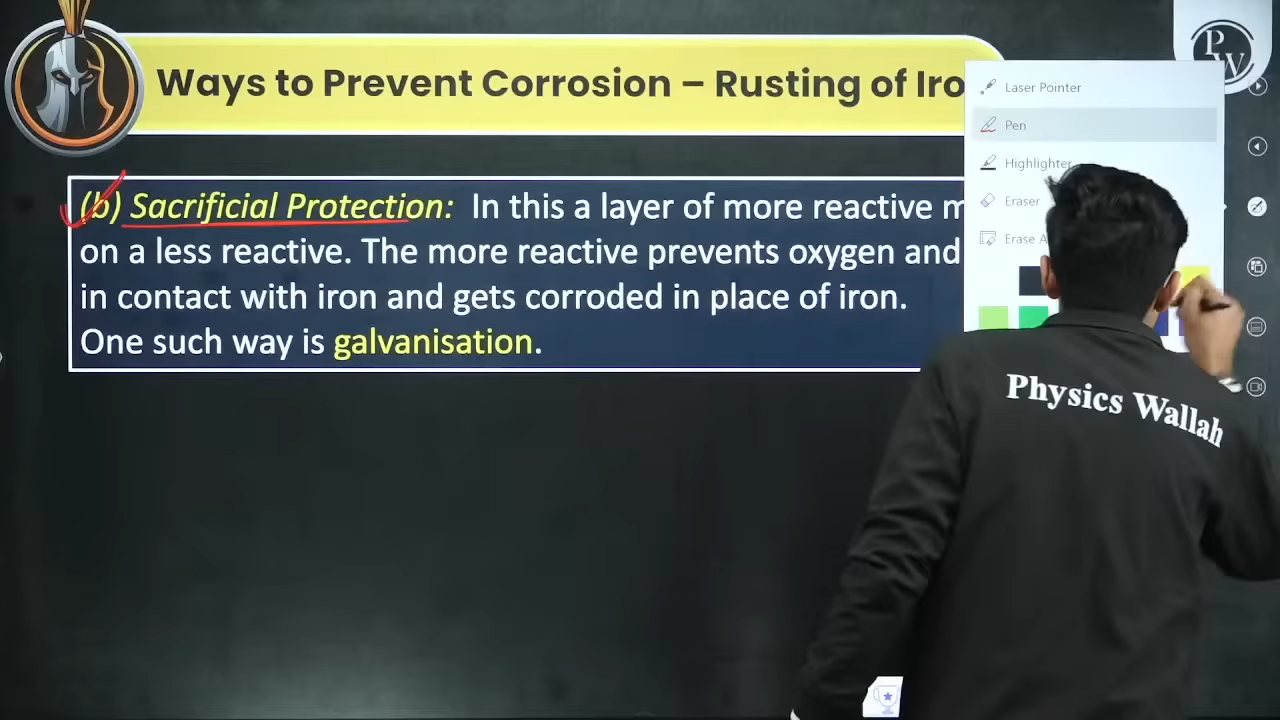 Ways to Prevent Corrosion – Rusting of Iro
PW
Laser Pointer
Pen
Highlighter
Eraser
Erase A
(b) Sacrificial Protection: In this a layer of more reactive m
on a less reactive. The more reactive prevents oxygen and
in contact with iron and gets corroded in place of iron.
One such way is galvanisation.
Physics Wallah